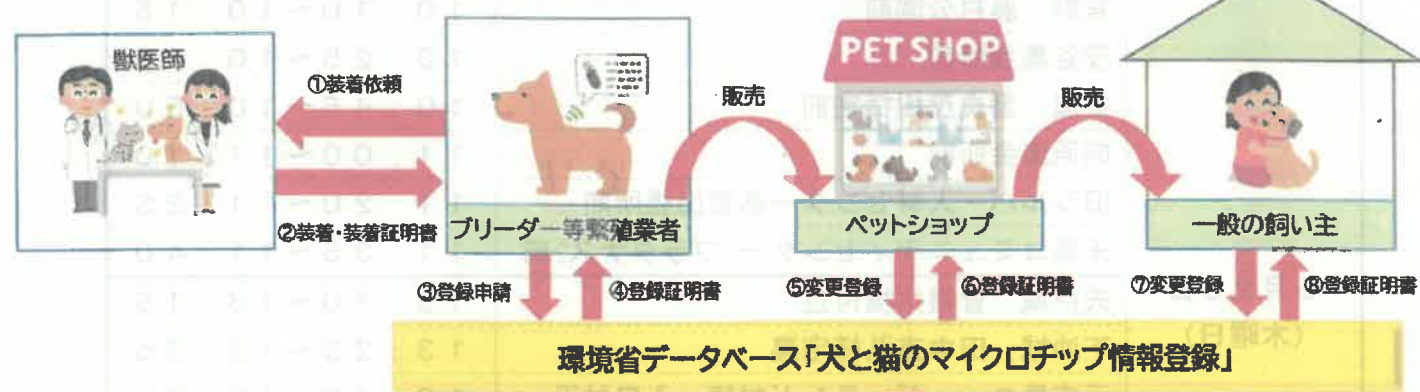 獣医師
①装着依頼
②装着・装着証明書
ブリーダー等繁殖業者
③登録申請
④登録証明書
販売
PET SHOP
ペットショップ
⑤変更登録
⑥登録証明書
販売
一般の飼い主
⑦変更登録
⑧登録証明書
環境省データベース「犬と猫のマイクロチップ情報登録」